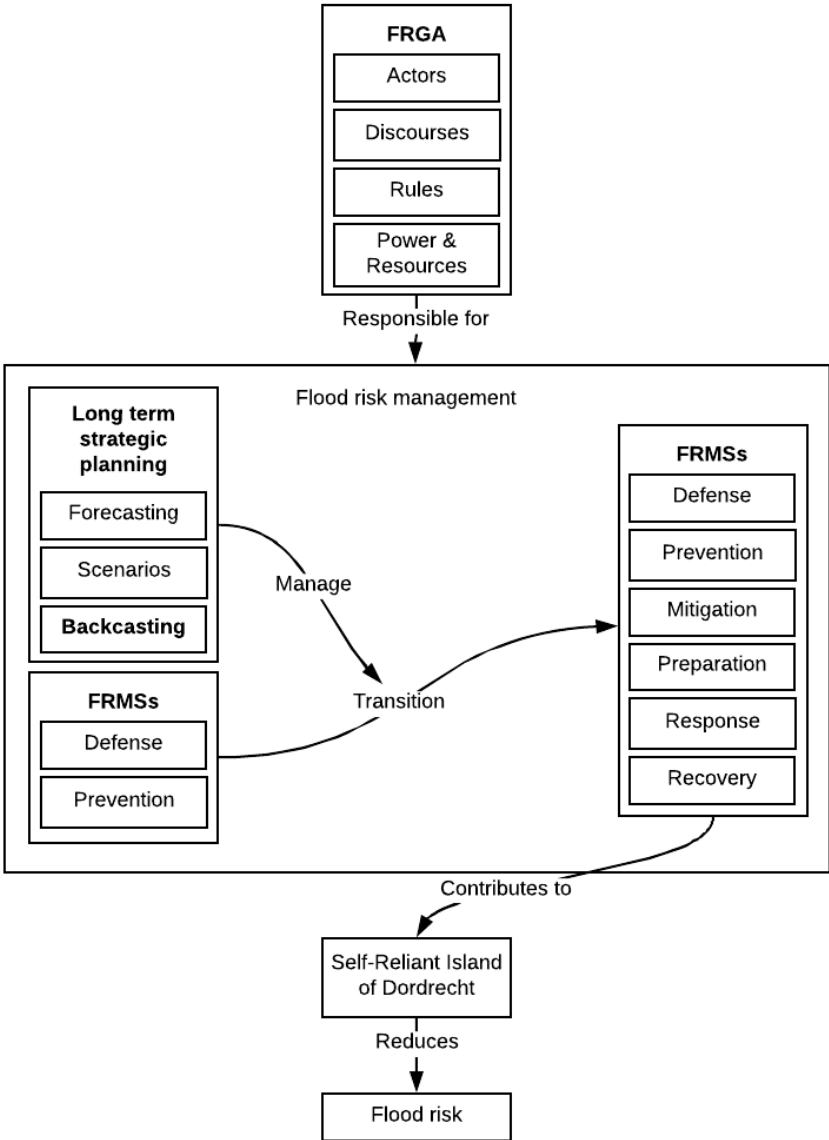 FRGA
Actors
Discourses
Rules
Power &
Resources
Responsible for
Flood risk management
Long term
strategic
planning
Forecasting
Scenarios
Backcasting
Manage
Transition
FRMSs
Defense
Prevention
FRMSs
Defense
Prevention
Mitigation
Preparation
Response
Recovery
Contributes to
Self-Reliant Island
of Dordrecht
Reduces
Flood risk